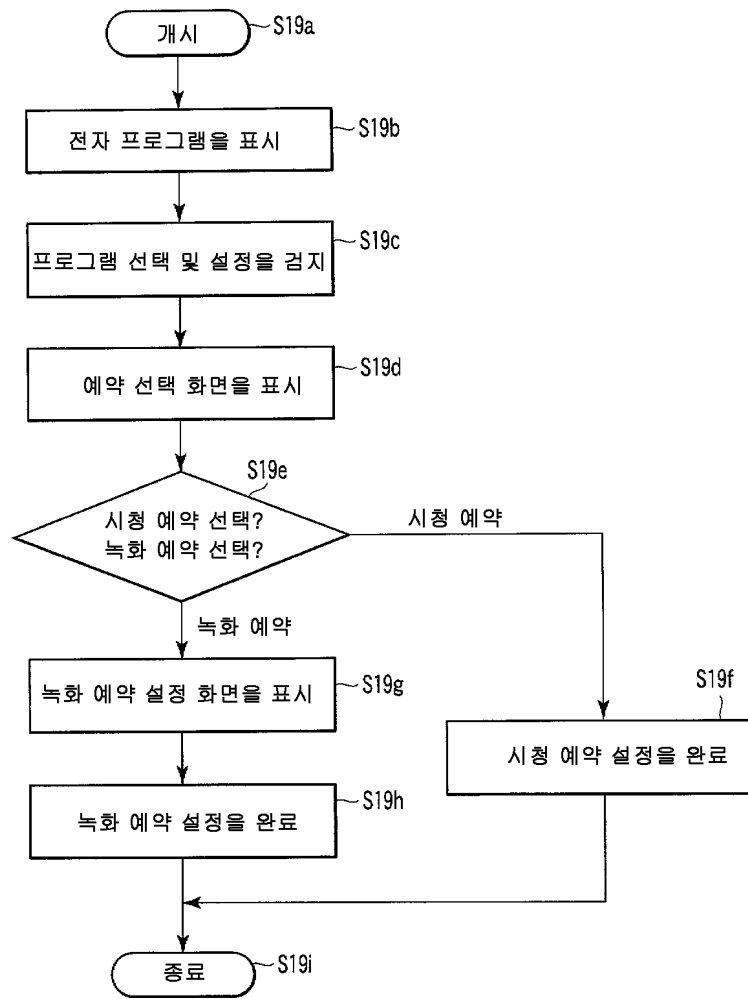 개시
S19a
전자 프로그램을 표시
S19b
프로그램 선택 및 설정을 검지
S19c
예약 선택 화면을 표시
S19d
S19e
시청 예약 선택?
녹화 예약 선택?
시청 예약
녹화 예약
녹화 예약 설정 화면을 표시
S19g
S19f
시청 예약 설정을 완료
녹화 예약 설정을 완료
S19h
종료
S19i